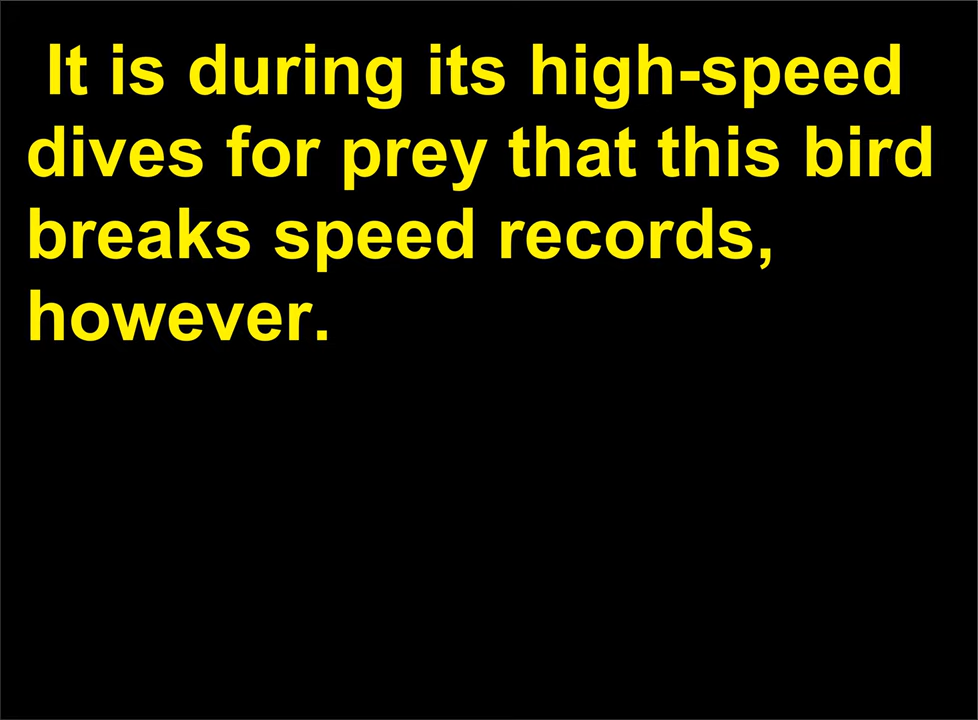 It is during its high-speed
dives for prey that this bird
breaks speed records,
however.